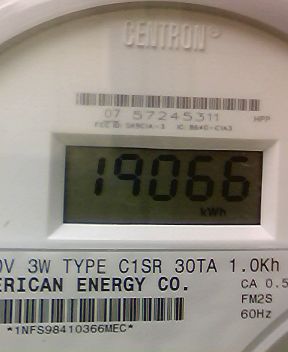 CENTRON®
07 57245311 HPP
19066
kWh
0V 3W TYPE C1SR 30TA 1.0Kh
ERICAN ENERGY CO. CA 0.5
FM2S
60Hz
*1NFS98410366MEC*